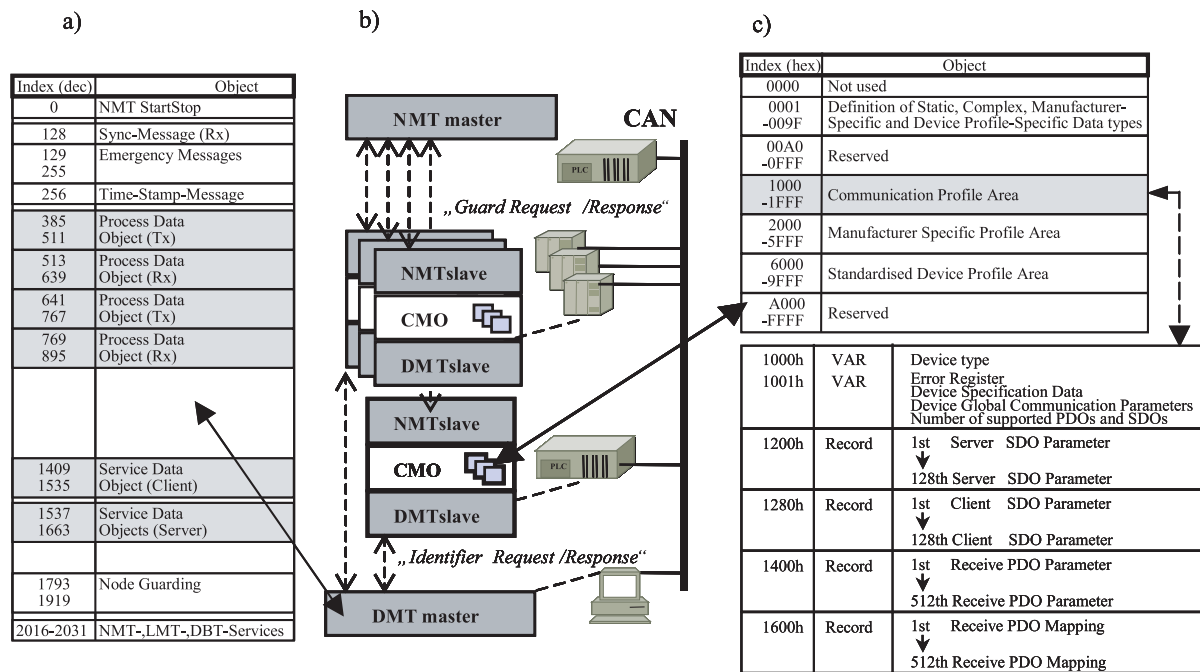 a)
Index (dec) Object
0 NMT StartStop
128 Sync-Message (Rx)
129 Emergency Messages
255
256 Time-Stamp-Message
385 Process Data
511 Object (Tx)
513 Process Data
639 Object (Rx)
641 Process Data
767 Object (Tx)
769 Process Data
895 Object (Rx)
1409 Service Data
1535 Object (Client)
1537 Service Data
1663 Objects (Server)
1793 Node Guarding
1919
2016-2031 NMT-,LMT-,DBT-Services
b)
NMT master
CAN
PLC
„Guard Request /Response“
NMTslave
CMO
DM Tslave
NMTslave
CMO
PLC
DMTslave
„Identifier Request /Response“
DMT master
c)
Index (hex) Object
0000 Not used
0001 Definition of Static, Complex, Manufacturer-
-009F Specific and Device Profile-Specific Data types
00A0
-0FFF Reserved
1000
-1FFF Communication Profile Area
2000
-5FFF Manufacturer Specific Profile Area
6000
-9FFF Standardised Device Profile Area
A000
-FFFF Reserved
1000h VAR Device type
1001h VAR Error Register
Device Specification Data
Device Global Communication Parameters
Number of supported PDOs and SDOs
1200h Record 1st Server SDO Parameter
128th Server SDO Parameter
1280h Record 1st Client SDO Parameter
128th Client SDO Parameter
1400h Record 1st Receive PDO Parameter
512th Receive PDO Parameter
1600h Record 1st Receive PDO Mapping
512th Receive PDO Mapping